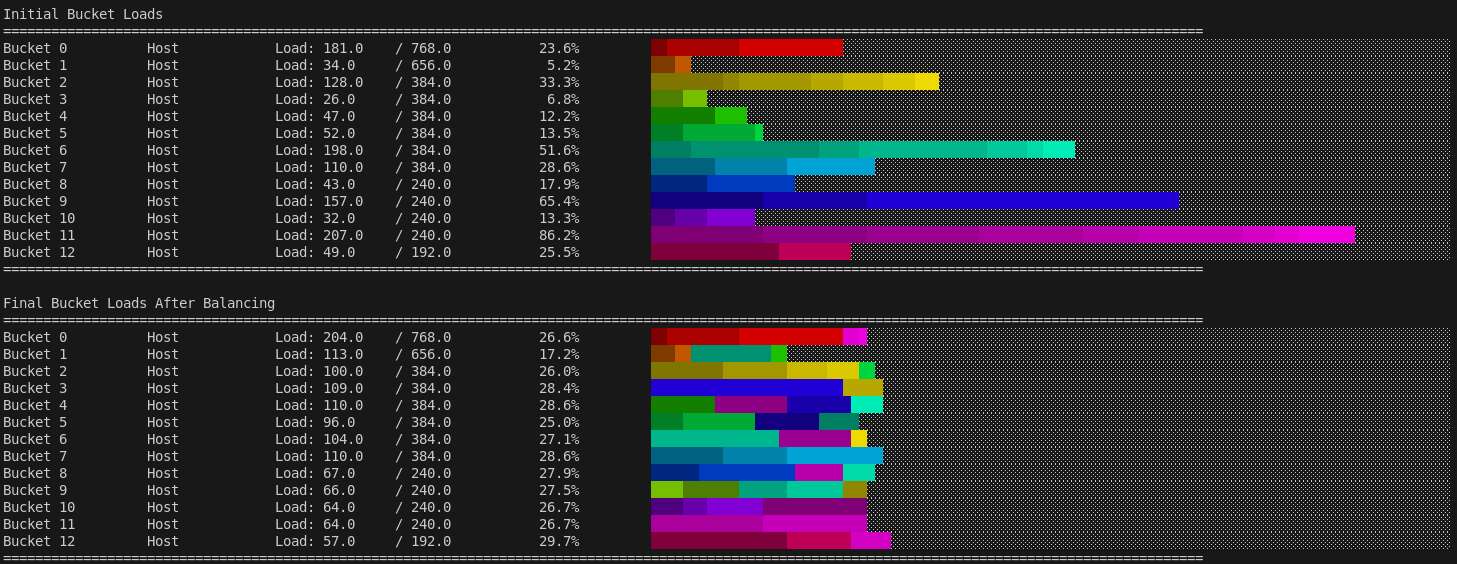 Initial Bucket Loads
======================================================================================================================================================
Bucket 0          Host            Load: 181.0    / 768.0           23.6%
Bucket 1          Host            Load: 34.0     / 656.0            5.2%
Bucket 2          Host            Load: 128.0    / 384.0           33.3%
Bucket 3          Host            Load: 26.0     / 384.0            6.8%
Bucket 4          Host            Load: 47.0     / 384.0           12.2%
Bucket 5          Host            Load: 52.0     / 384.0           13.5%
Bucket 6          Host            Load: 198.0    / 384.0           51.6%
Bucket 7          Host            Load: 110.0    / 384.0           28.6%
Bucket 8          Host            Load: 43.0     / 240.0           17.9%
Bucket 9          Host            Load: 157.0    / 240.0           65.4%
Bucket 10         Host            Load: 32.0     / 240.0           13.3%
Bucket 11         Host            Load: 207.0    / 240.0           86.2%
Bucket 12         Host            Load: 49.0     / 192.0           25.5%
======================================================================================================================================================
Final Bucket Loads After Balancing
======================================================================================================================================================
Bucket 0          Host            Load: 204.0    / 768.0           26.6%
Bucket 1          Host            Load: 113.0    / 656.0           17.2%
Bucket 2          Host            Load: 100.0    / 384.0           26.0%
Bucket 3          Host            Load: 109.0    / 384.0           28.4%
Bucket 4          Host            Load: 110.0    / 384.0           28.6%
Bucket 5          Host            Load: 96.0     / 384.0           25.0%
Bucket 6          Host            Load: 104.0    / 384.0           27.1%
Bucket 7          Host            Load: 110.0    / 384.0           28.6%
Bucket 8          Host            Load: 67.0     / 240.0           27.9%
Bucket 9          Host            Load: 66.0     / 240.0           27.5%
Bucket 10         Host            Load: 64.0     / 240.0           26.7%
Bucket 11         Host            Load: 64.0     / 240.0           26.7%
Bucket 12         Host            Load: 57.0     / 192.0           29.7%
======================================================================================================================================================